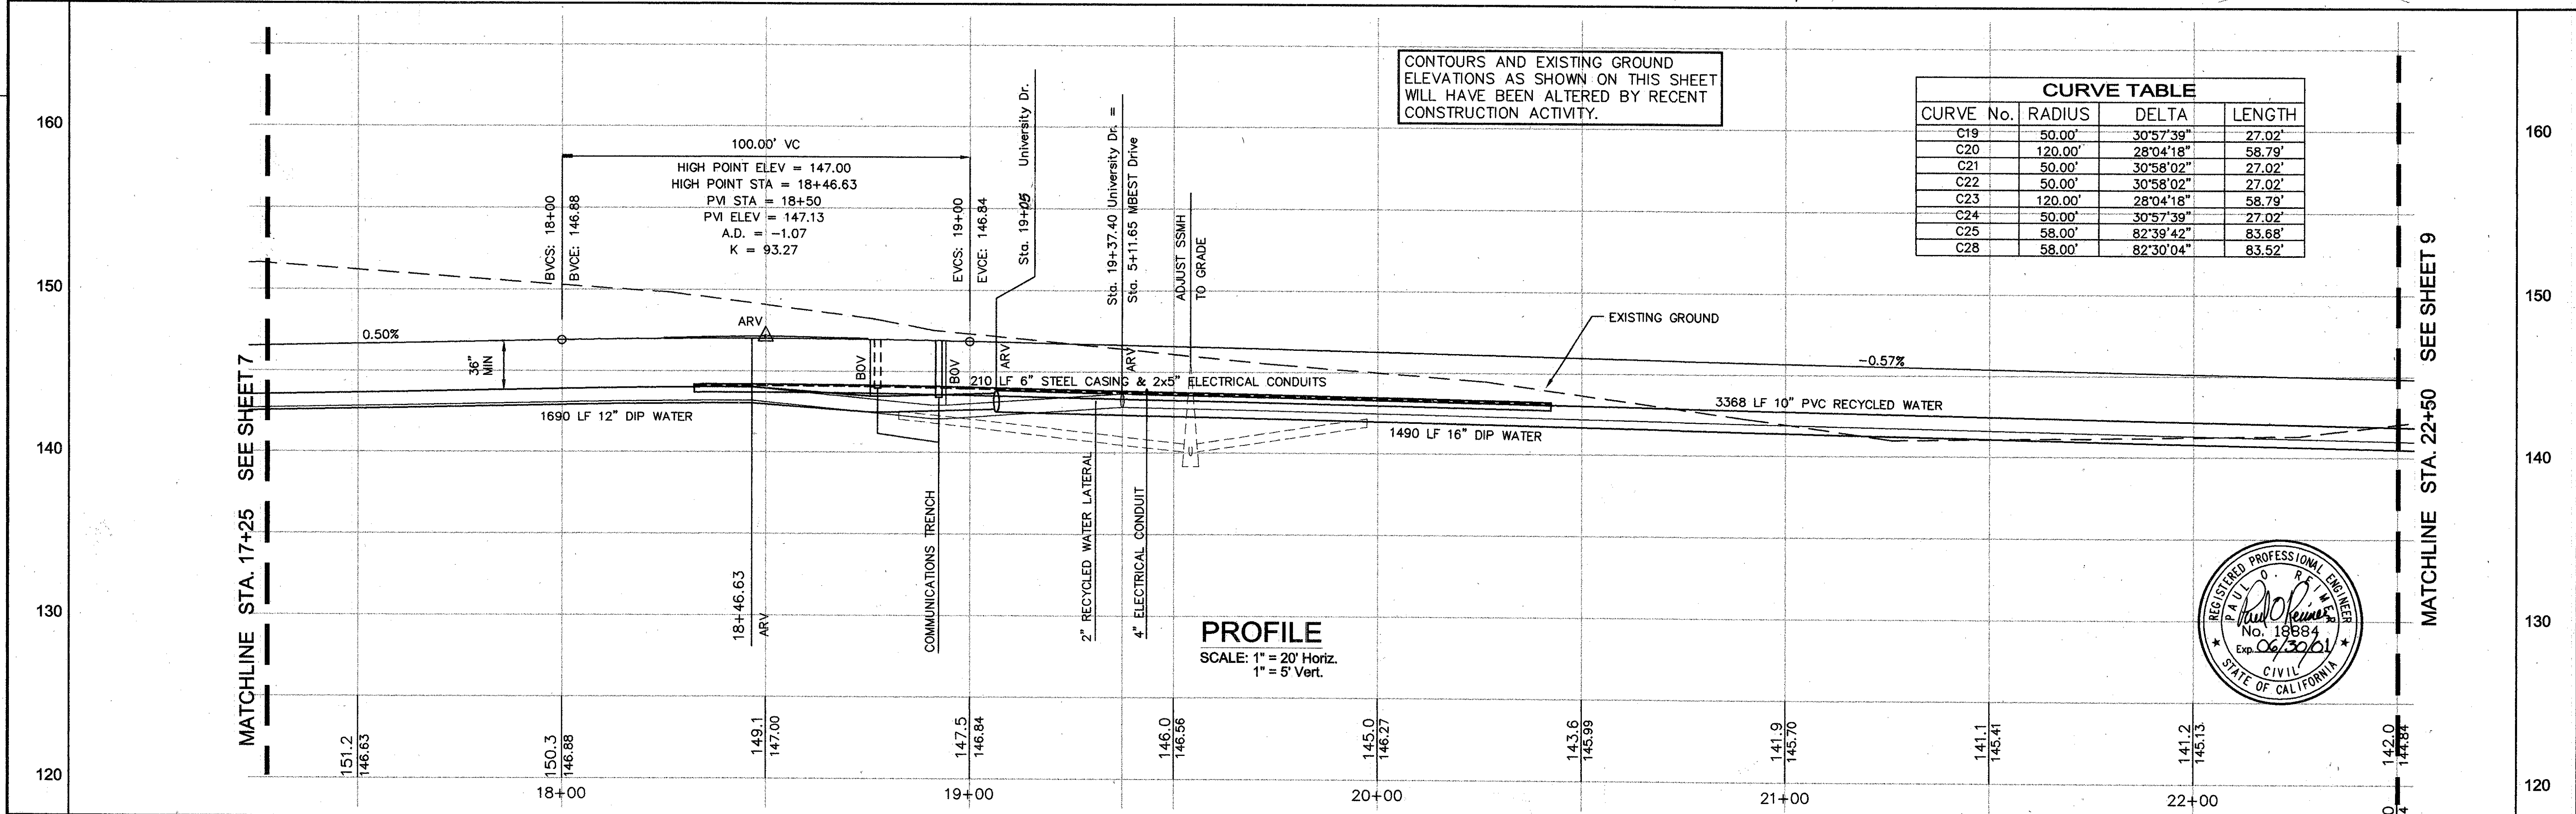 CONTOURS AND EXISTING GROUND
ELEVATIONS AS SHOWN ON THIS SHEET
WILL HAVE BEEN ALTERED BY RECENT
CONSTRUCTION ACTIVITY.
CURVE TABLE
CURVE No. RADIUS DELTA LENGTH
C19 50.00' 30°57'39" 27.02'
C20 120.00' 28°04'18" 58.79'
C21 50.00' 30°58'02" 27.02'
C22 50.00' 30°58'02" 27.02'
C23 120.00' 28°04'18" 58.79'
C24 50.00' 30°57'39" 27.02'
C25 58.00' 82°39'42" 83.68'
C28 58.00' 82°30'04" 83.52'
160
150
140
130
120
MATCHLINE STA. 17+25 SEE SHEET 7
100.00' VC
HIGH POINT ELEV = 147.00
HIGH POINT STA = 18+46.63
PVI STA = 18+50
PVI ELEV = 147.13
A.D. = -1.07
K = 93.27
BVCS: 18+00
BVCE: 146.88
EVCS: 19+00
EVCE: 146.84
Sta. 19+05 University Dr.
Sta. 19+37.40 University Dr. =
Sta. 5+11.65 MBEST Drive
ADJUST SSMH
TO GRADE
0.50%
36"
MIN
ARV
BOV
BOV
ARV
ARV
EXISTING GROUND
-0.57%
210 LF 6" STEEL CASING & 2x5" ELECTRICAL CONDUITS
1690 LF 12" DIP WATER
3368 LF 10" PVC RECYCLED WATER
1490 LF 16" DIP WATER
18+46.63
ARV
COMMUNICATIONS TRENCH
2" RECYCLED WATER LATERAL
4" ELECTRICAL CONDUIT
PROFILE
SCALE: 1" = 20' Horiz.
1" = 5' Vert.
REGISTERED PROFESSIONAL ENGINEER
PAUL O. REIMER
Paul O Reimer
No. 18884
Exp. 06/30/01
CIVIL
STATE OF CALIFORNIA
MATCHLINE STA. 22+50 SEE SHEET 9
160
150
140
130
120
151.2
146.63
150.3
146.88
149.1
147.00
147.5
146.84
146.0
146.56
145.0
146.27
143.6
145.99
141.9
145.70
141.1
145.41
141.2
145.13
142.0
144.84
18+00
19+00
20+00
21+00
22+00